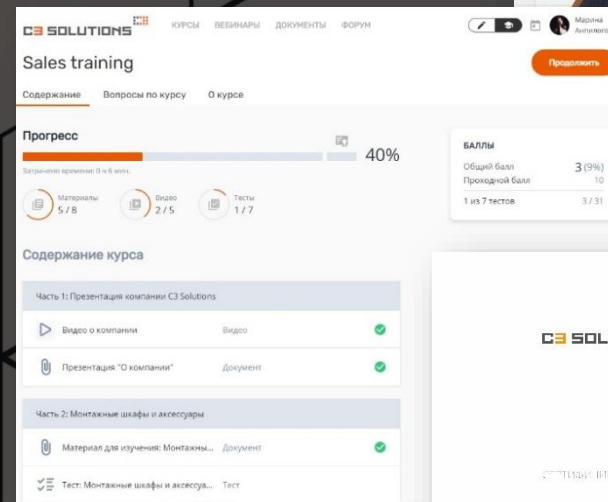 C3 SOLUTIONS КУРСЫ ВЕБИНАРЫ ДОКУМЕНТЫ ФОРУМ Марина
Sales training
Продолжить
Содержание Вопросы по курсу О курсе
Прогресс
40%
Затрачено времени: 0 ч 6 мин.
Материалы
5 / 8
Видео
2 / 5
Тесты
1 / 7
БАЛЛЫ
Общий балл 3 (9%)
Проходной балл 10
1 из 7 тестов 3 / 31
Содержание курса
Часть 1: Презентация компании C3 Solutions
Видео о компании Видео
Презентация "О компании" Документ
Часть 2: Монтажные шкафы и аксессуары
Материал для изучения: Монтажны... Документ
Тест: Монтажные шкафы и аксессуа... Тест
C3 SOL